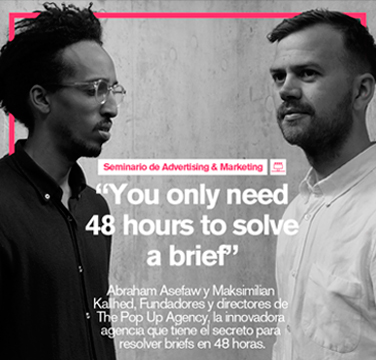 Seminario de Advertising & Marketing
“You only need
48 hours to solve
a brief”
Abraham Asefaw y Maksimilian
Kallhed, Fundadores y directores de
The Pop Up Agency, la innovadora
agencia que tiene el secreto para
resolver briefs en 48 horas.